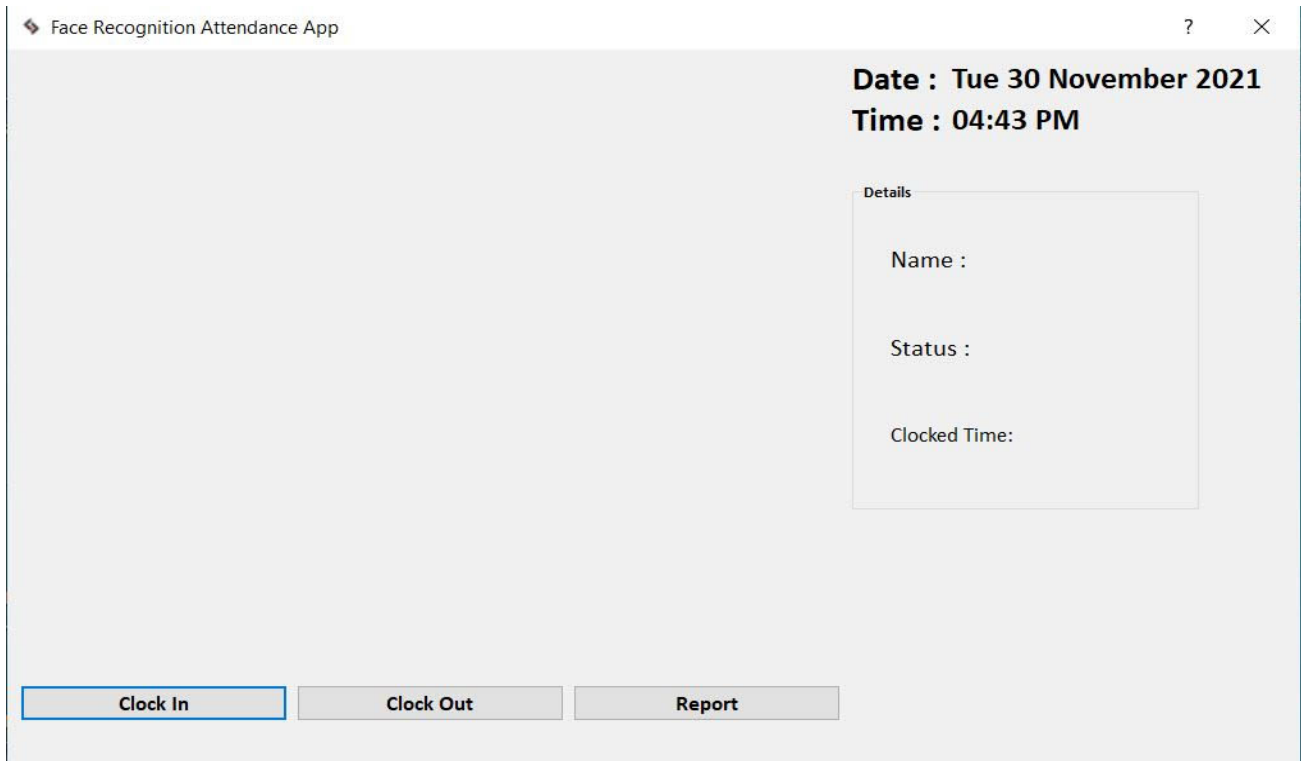 Face Recognition Attendance App
?
Date : Tue 30 November 2021
Time : 04:43 PM
Details
Name :
Status :
Clocked Time:
Clock In
Clock Out
Report